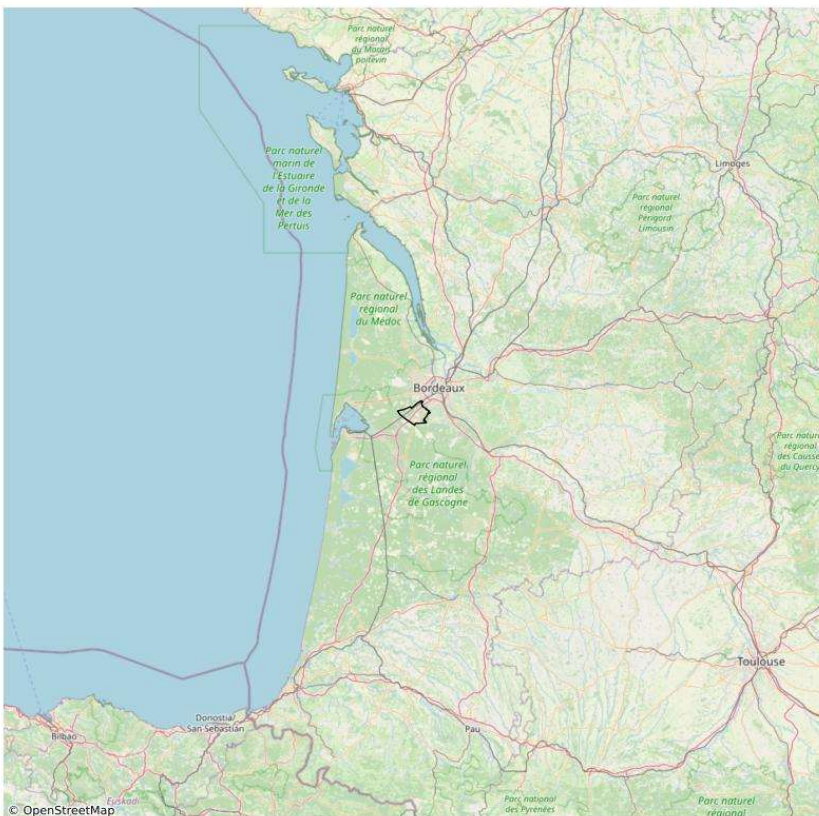 Parc naturel
régional
du Marais
poitevin
Parc naturel
marin de
l'Estuaire
de la Gironde
et de la
Mer des
Pertuis
Limoges
Parc naturel
régional
Périgord
Limousin
Parc naturel
régional
du Médoc
Bordeaux
Parc nature
régional
des Causse
du Quercy
Parc naturel
régional
des Landes
de Gascogne
Toulouse
Donostia/
San Sebastián
Bilbao
Pau
Euskadi
Parc national
des Pyrénées
Parc naturel
régional
© OpenStreetMap